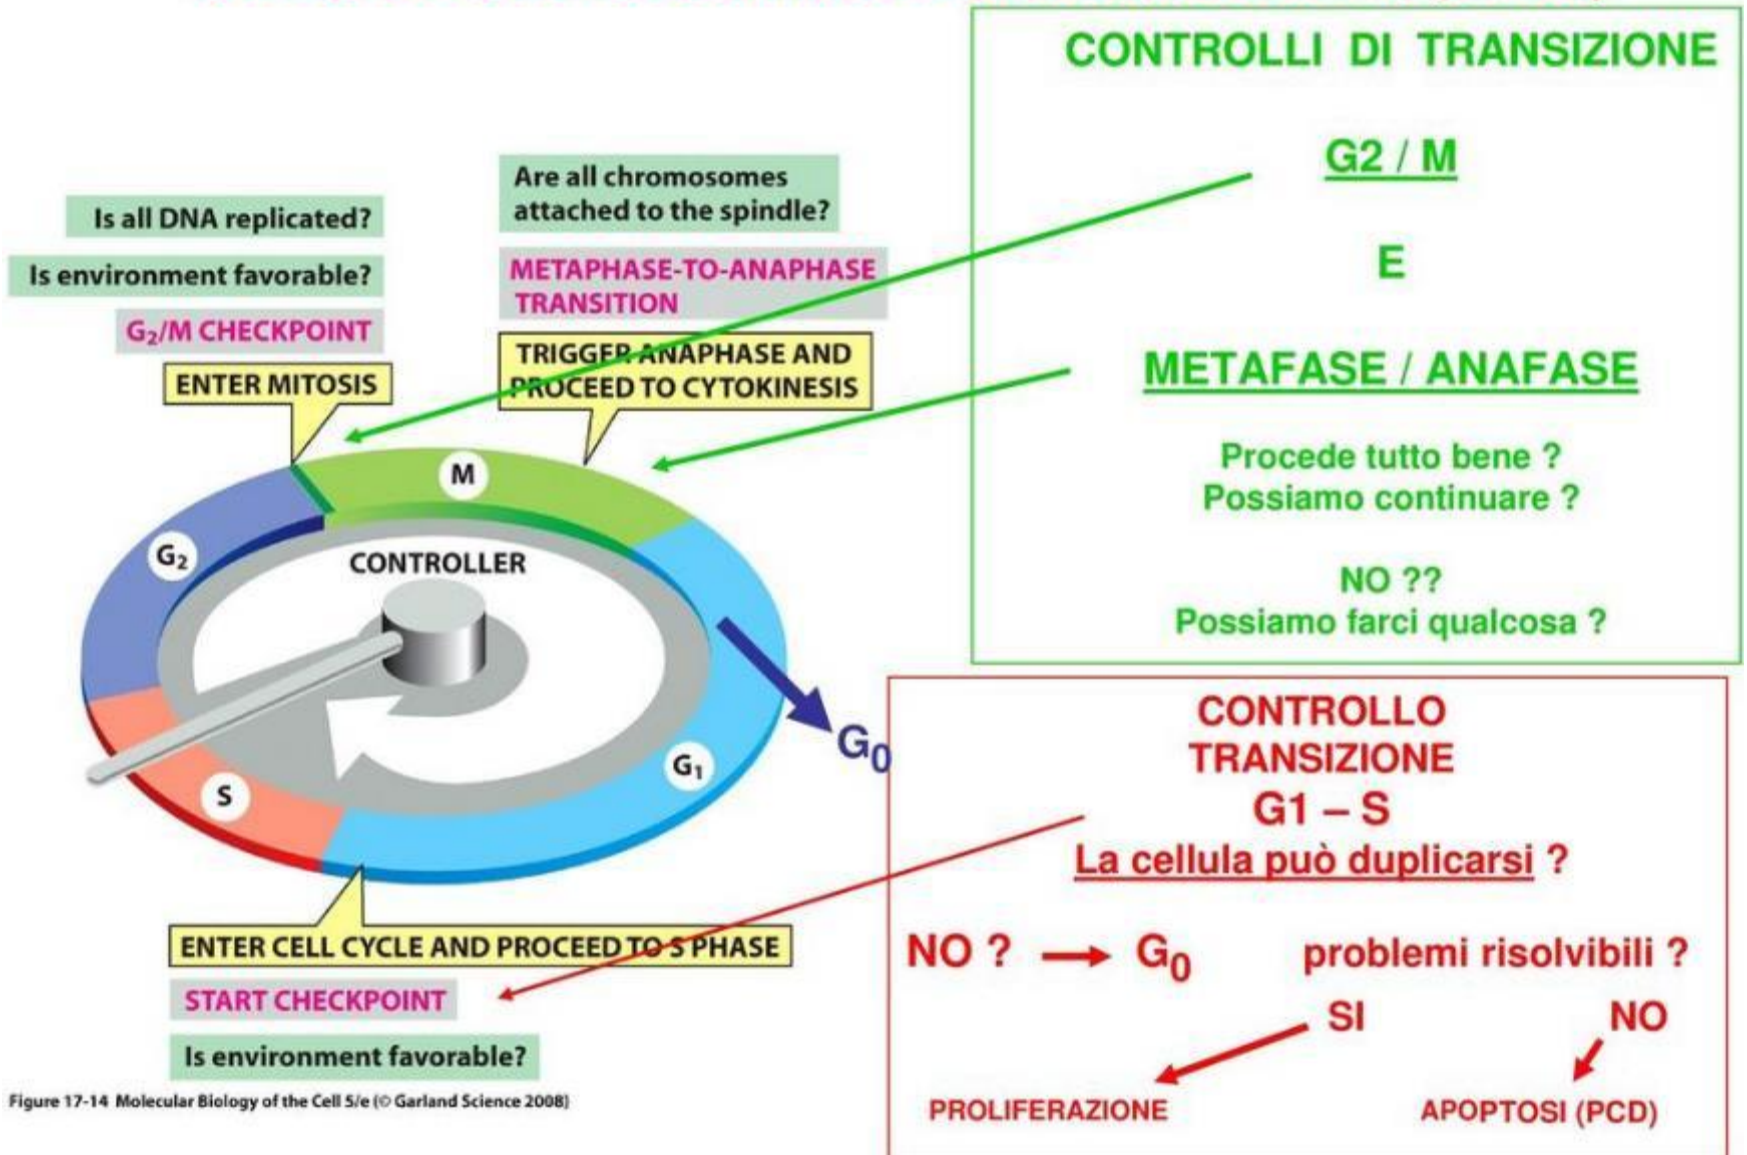 CONTROLLI DI TRANSIZIONE
G2 / M
E
METAFASE / ANAFASE
Procede tutto bene ?
Possiamo continuare ?
NO ??
Possiamo farci qualcosa ?
Is all DNA replicated?
Is environment favorable?
G₂/M CHECKPOINT
ENTER MITOSIS
Are all chromosomes
attached to the spindle?
METAPHASE-TO-ANAPHASE
TRANSITION
TRIGGER ANAPHASE AND
PROCEED TO CYTOKINESIS
M
G₂
CONTROLLER
G₀
G₁
S
ENTER CELL CYCLE AND PROCEED TO S PHASE
START CHECKPOINT
Is environment favorable?
Figure 17-14 Molecular Biology of the Cell 5/e (© Garland Science 2008)
CONTROLLO
TRANSIZIONE
G1 – S
La cellula può duplicarsi ?
NO ? G₀ problemi risolvibili ?
SI NO
PROLIFERAZIONE APOPTOSI (PCD)